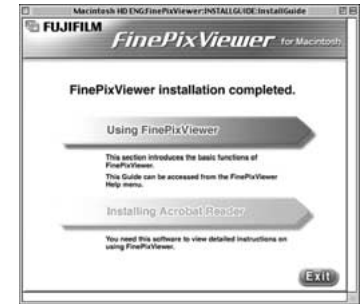 Macintosh HD ENG:FinePixViewer:INSTALLGUIDE:InstallGuide
FUJIFILM
FinePixViewer for Macintosh
FinePixViewer installation completed.
Using FinePixViewer
This section introduces the basic functions of
FinePixViewer.
This Guide can be accessed from the FinePixViewer
Help menu.
Installing Acrobat Reader
You need this software to view detailed instructions on
using FinePixViewer.
Exit